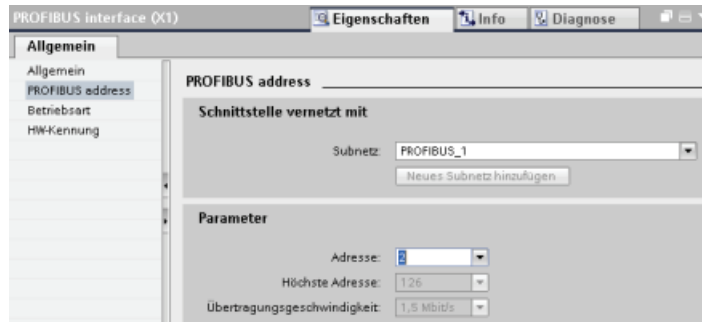 PROFIBUS interface (X1)
Eigenschaften
Info
Diagnose
Allgemein
Allgemein
PROFIBUS address
Betriebsart
HW-Kennung
PROFIBUS address
Schnittstelle vernetzt mit
Subnetz: PROFIBUS_1
Neues Subnetz hinzufügen
Parameter
Adresse: 2
Höchste Adresse: 126
Übertragungsgeschwindigkeit: 1,5 Mbit/s